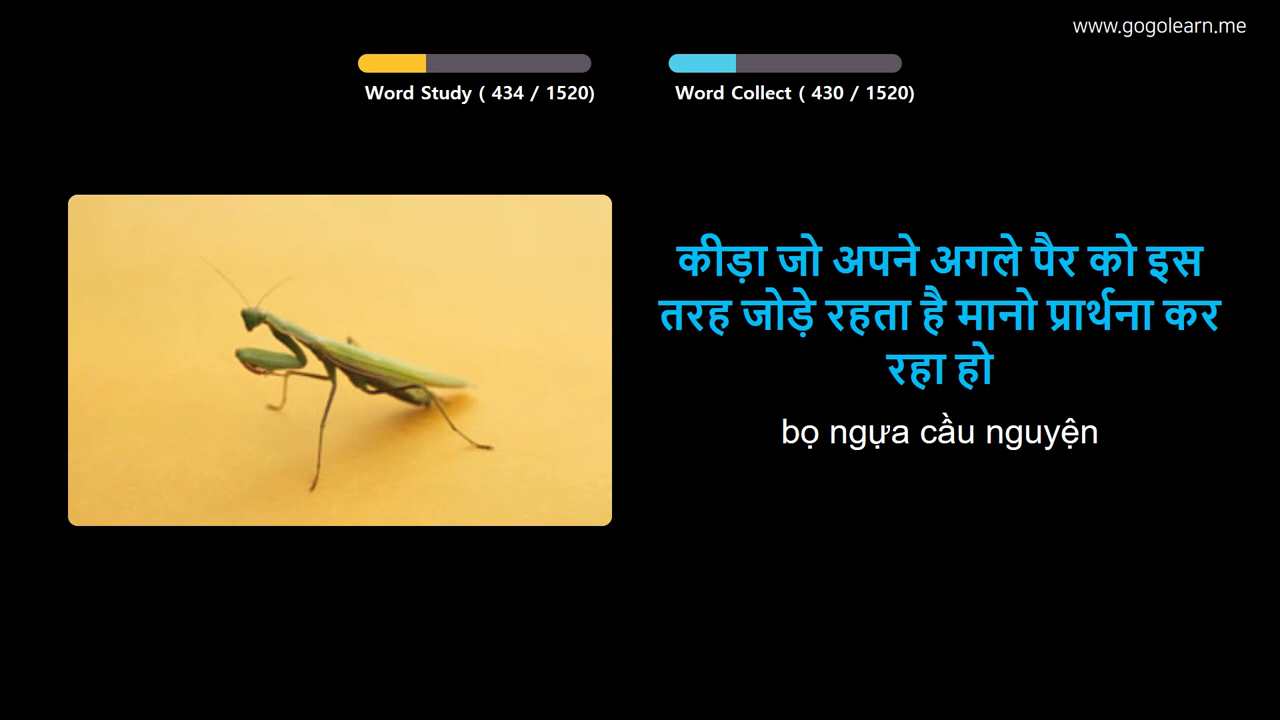 www.gogolearn.me
Word Study ( 434 / 1520)
Word Collect ( 430 / 1520)
कीड़ा जो अपने अगले पैर को इस
तरह जोड़े रहता है मानो प्रार्थना कर
रहा हो
bọ ngựa cầu nguyện